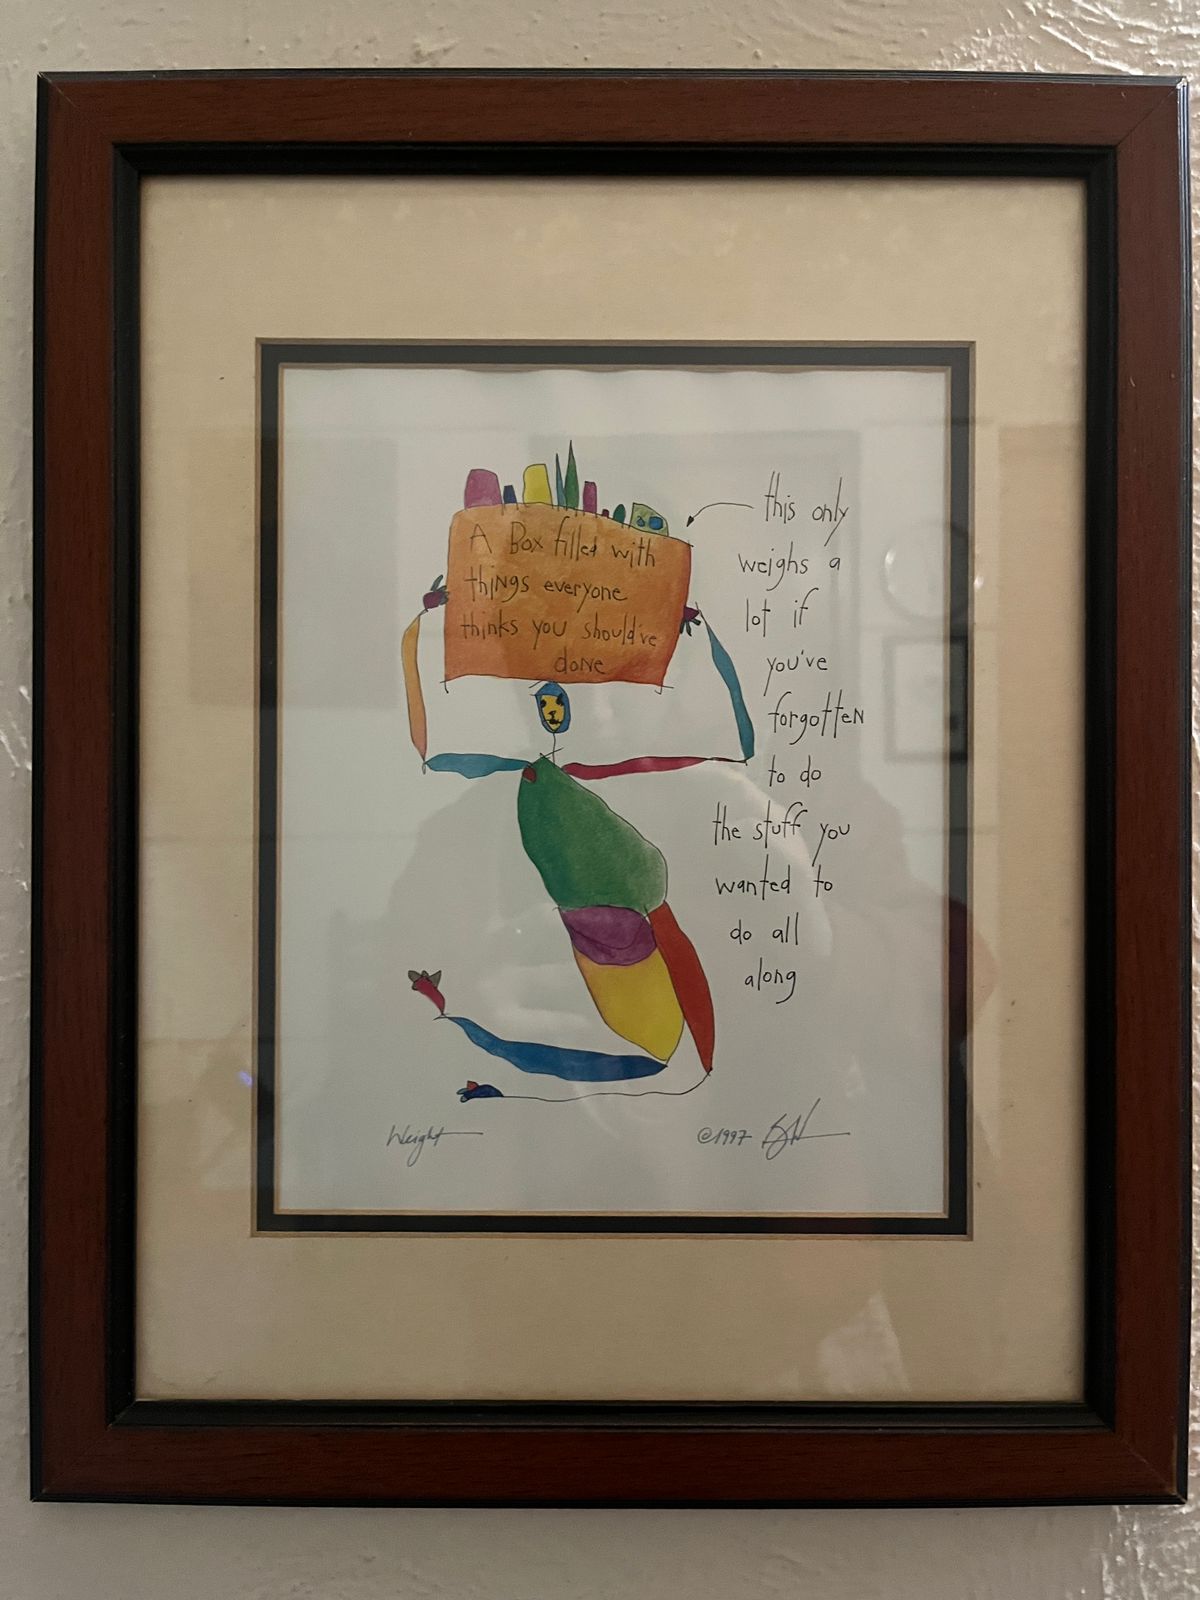 A Box filled with
things everyone
thinks you should've
done
this only
weighs a
lot if
you've
forgotten
to do
the stuff you
wanted to
do all
along
Weight
©1997